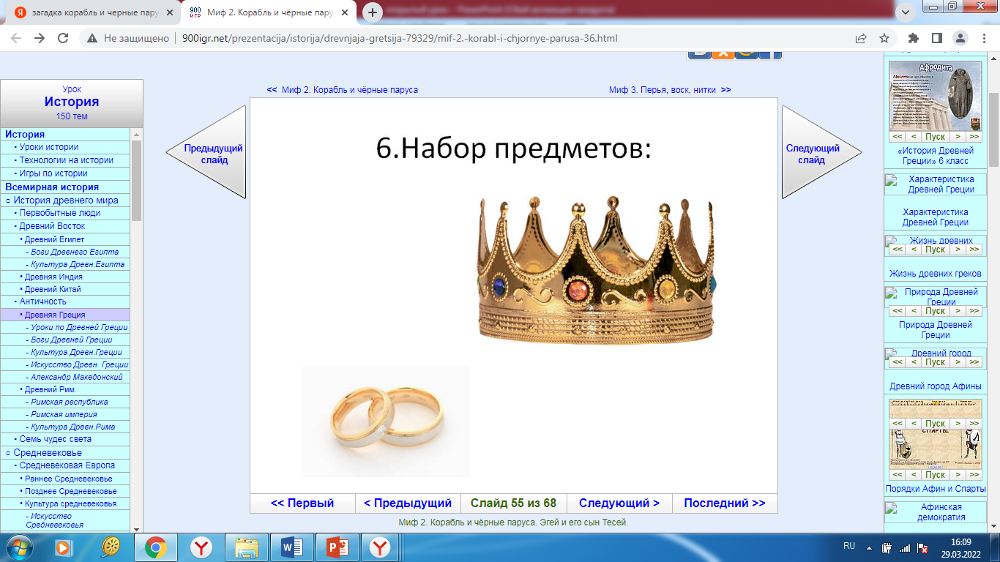 загадка корабль и черные пару
Миф 2. Корабль и чёрные пару
Не защищено
900igr.net/prezentacija/istorija/drevnjaja-gretsija-79329/mif-2.-korabl-i-chjornye-parusa-36.html
Урок
История
150 тем
История
• Уроки истории
• Технологии на истории
• Игры по истории
Всемирная история
○ История древнего мира
• Первобытные люди
• Древний Восток
• Древний Египет
- Боги Древнего Египта
- Культура Древн.Египта
• Древняя Индия
• Древний Китай
• Античность
• Древняя Греция
- Уроки по Древней Греции
- Боги Древней Греции
- Культура Древн.Греции
- Искусство Древн. Греции
- Александр Македонский
• Древний Рим
- Римская республика
- Римская империя
- Культура Древн.Рима
• Семь чудес света
○ Средневековье
• Средневековая Европа
• Раннее Средневековье
• Позднее Средневековье
• Культура средневековья
- Искусство
Средневековья
<< Миф 2. Корабль и чёрные паруса
Миф 3. Перья, воск, нитки >>
Предыдущий
слайд
6.Набор предметов:
Следующий
слайд
<< Первый
< Предыдущий
Слайд 55 из 68
Следующий >
Последний >>
Миф 2. Корабль и чёрные паруса. Эгей и его сын Тесей.
Афродита
<< < Пуск > >>
«История Древней
Греции» 6 класс
Характеристика
Древней Греции
Характеристика
Древней Греции
Жизнь древних
<< < Пуск > >>
Жизнь древних греков
Природа Древней
Греции
<< < Пуск > >>
Природа Древней
Греции
Древний город
<< < Пуск > >>
Древний город Афины
<< < Пуск > >>
СПАРТЫ
<< < Пуск > >>
Порядки Афин и Спарты
Афинская
демократия
RU
16:09
29.03.2022